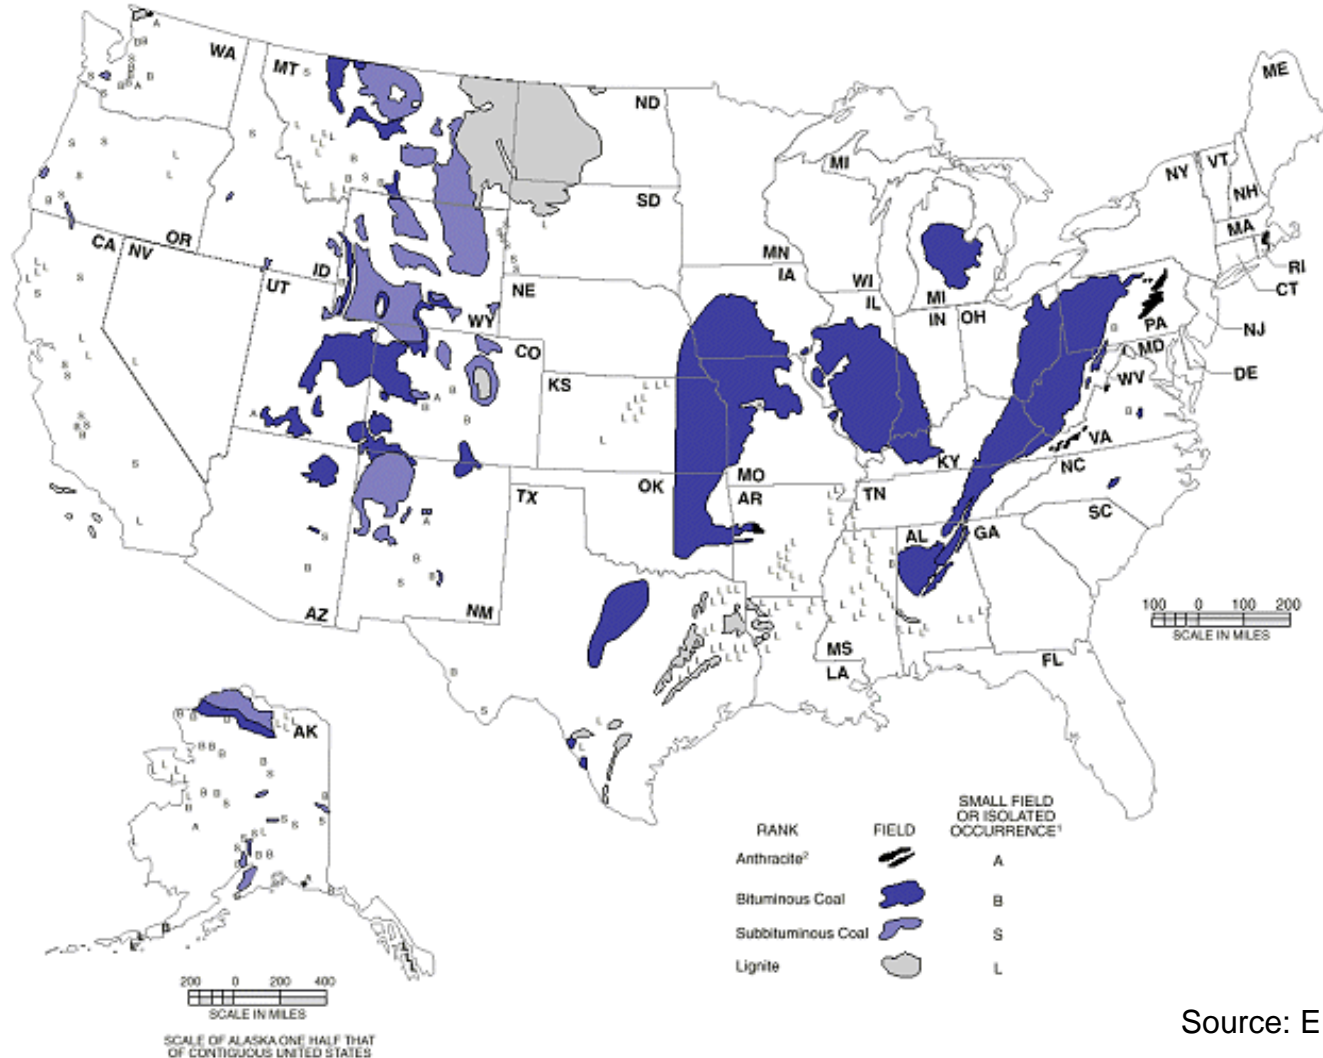 WA
MT
ND
ME
MI
VT
NY
NH
SD
MA
OR
CA
NV
MN
IA
WI
ID
UT
MI
IL
RI
CT
NE
IN
OH
WY
PA
NJ
CO
MD
DE
KS
WV
VA
KY
NC
MO
OK
TX
AR
TN
SC
AL
GA
AZ
NM
100 0 100 200
SCALE IN MILES
MS
LA
FL
AK
RANK
FIELD
SMALL FIELD
OR ISOLATED
OCCURRENCE¹
Anthracite² A
Bituminous Coal B
Subbituminous Coal S
Lignite L
200 0 200 400
SCALE IN MILES
SCALE OF ALASKA ONE HALF THAT
OF CONTIGUOUS UNITED STATES
Source: E